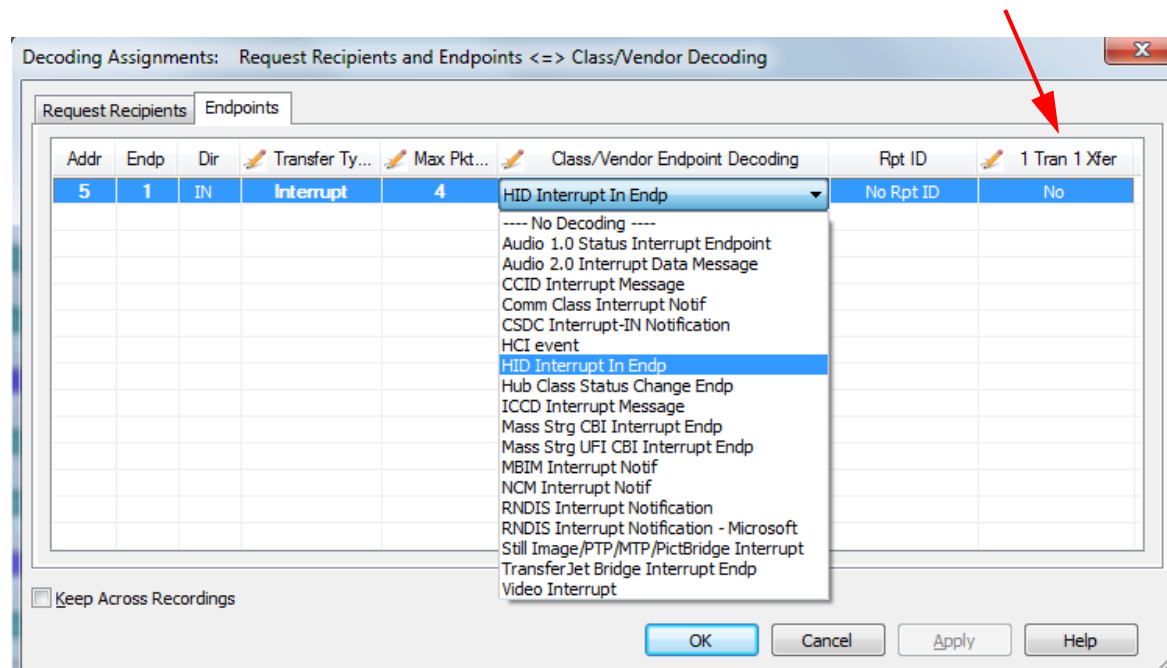 Decoding Assignments: Request Recipients and Endpoints <=> Class/Vendor Decoding
Request Recipients Endpoints
Addr Endp Dir Transfer Ty... Max Pkt... Class/Vendor Endpoint Decoding Rpt ID 1 Tran 1 Xfer
5 1 IN Interrupt 4 HID Interrupt In Endp No Rpt ID No
---- No Decoding ----
Audio 1.0 Status Interrupt Endpoint
Audio 2.0 Interrupt Data Message
CCID Interrupt Message
Comm Class Interrupt Notif
CSDC Interrupt-IN Notification
HCI event
HID Interrupt In Endp
Hub Class Status Change Endp
ICCD Interrupt Message
Mass Strg CBI Interrupt Endp
Mass Strg UFI CBI Interrupt Endp
MBIM Interrupt Notif
NCM Interrupt Notif
RNDIS Interrupt Notification
RNDIS Interrupt Notification - Microsoft
Still Image/PTP/MTP/PictBridge Interrupt
TransferJet Bridge Interrupt Endp
Video Interrupt
Keep Across Recordings
OK Cancel Apply Help